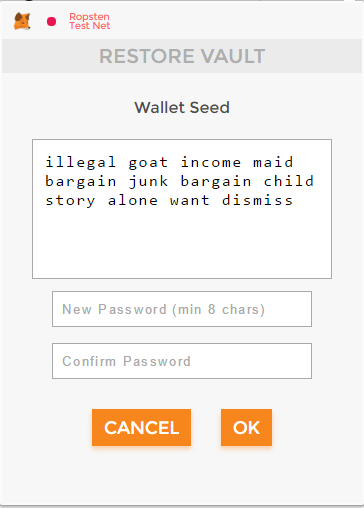 Ropsten
Test Net
RESTORE VAULT
Wallet Seed
illegal goat income maid
bargain junk bargain child
story alone want dismiss
New Password (min 8 chars)
Confirm Password
CANCEL OK